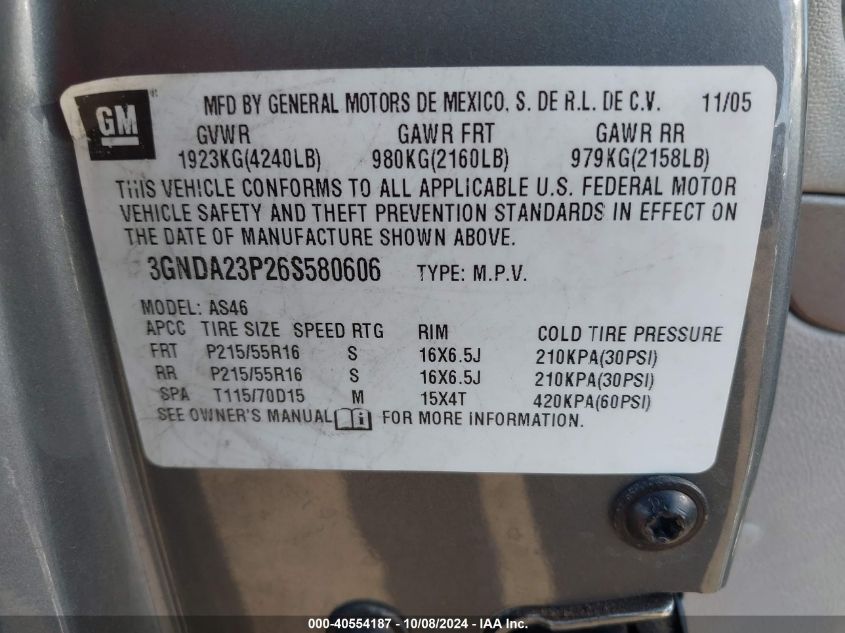 GM ® MFD BY GENERAL MOTORS DE MEXICO, S. DE R.L. DE C.V. 11/05
GVWR GAWR FRT GAWR RR
1923KG(4240LB) 980KG(2160LB) 979KG(2158LB)
THIS VEHICLE CONFORMS TO ALL APPLICABLE U.S. FEDERAL MOTOR
VEHICLE SAFETY AND THEFT PREVENTION STANDARDS IN EFFECT ON
THE DATE OF MANUFACTURE SHOWN ABOVE.
3GNDA23P26S580606 TYPE: M.P.V.
MODEL: AS46
APCC TIRE SIZE SPEED RTG RIM COLD TIRE PRESSURE
FRT P215/55R16 S 16X6.5J 210KPA(30PSI)
RR P215/55R16 S 16X6.5J 210KPA(30PSI)
SPA T115/70D15 M 15X4T 420KPA(60PSI)
SEE OWNER'S MANUAL i FOR MORE INFORMATION.
000-40554187 - 10/08/2024 - IAA Inc.